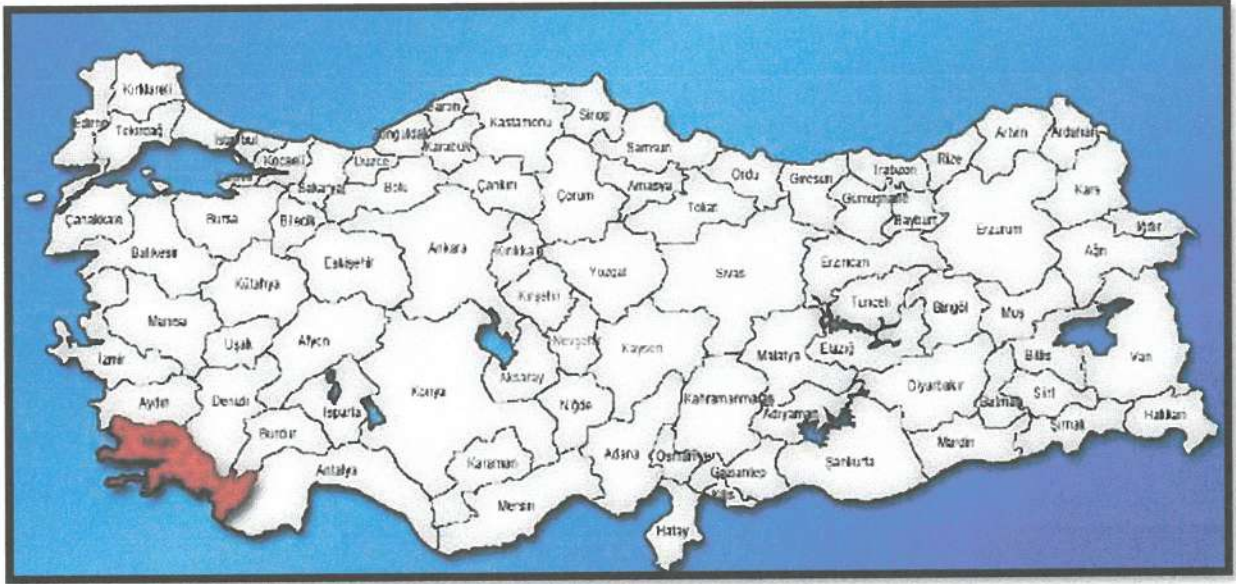 Kırklareli
Edirne
Tekirdağ
İstanbul
Kocaeli
Sakarya
Düzce
Zonguldak
Bartın
Karabük
Kastamonu
Sinop
Samsun
Bolu
Çankırı
Çorum
Amasya
Tokat
Ordu
Giresun
Trabzon
Gümüşhane
Bayburt
Rize
Artvin
Ardahan
Kars
Iğdır
Çanakkale
Balıkesir
Bursa
Bilecik
Eskişehir
Ankara
Kırıkkale
Yozgat
Sivas
Erzincan
Erzurum
Ağrı
Kütahya
Kırşehir
Tunceli
Bingöl
Muş
Manisa
Uşak
Afyon
Nevşehir
Kayseri
Malatya
Elazığ
Bitlis
Van
İzmir
Aksaray
Konya
Niğde
Kahramanmaraş
Adıyaman
Diyarbakır
Batman
Siirt
Şırnak
Hakkari
Aydın
Denizli
Isparta
Burdur
Antalya
Karaman
Mersin
Adana
Osmaniye
Gaziantep
Kilis
Şanlıurfa
Mardin
Hatay